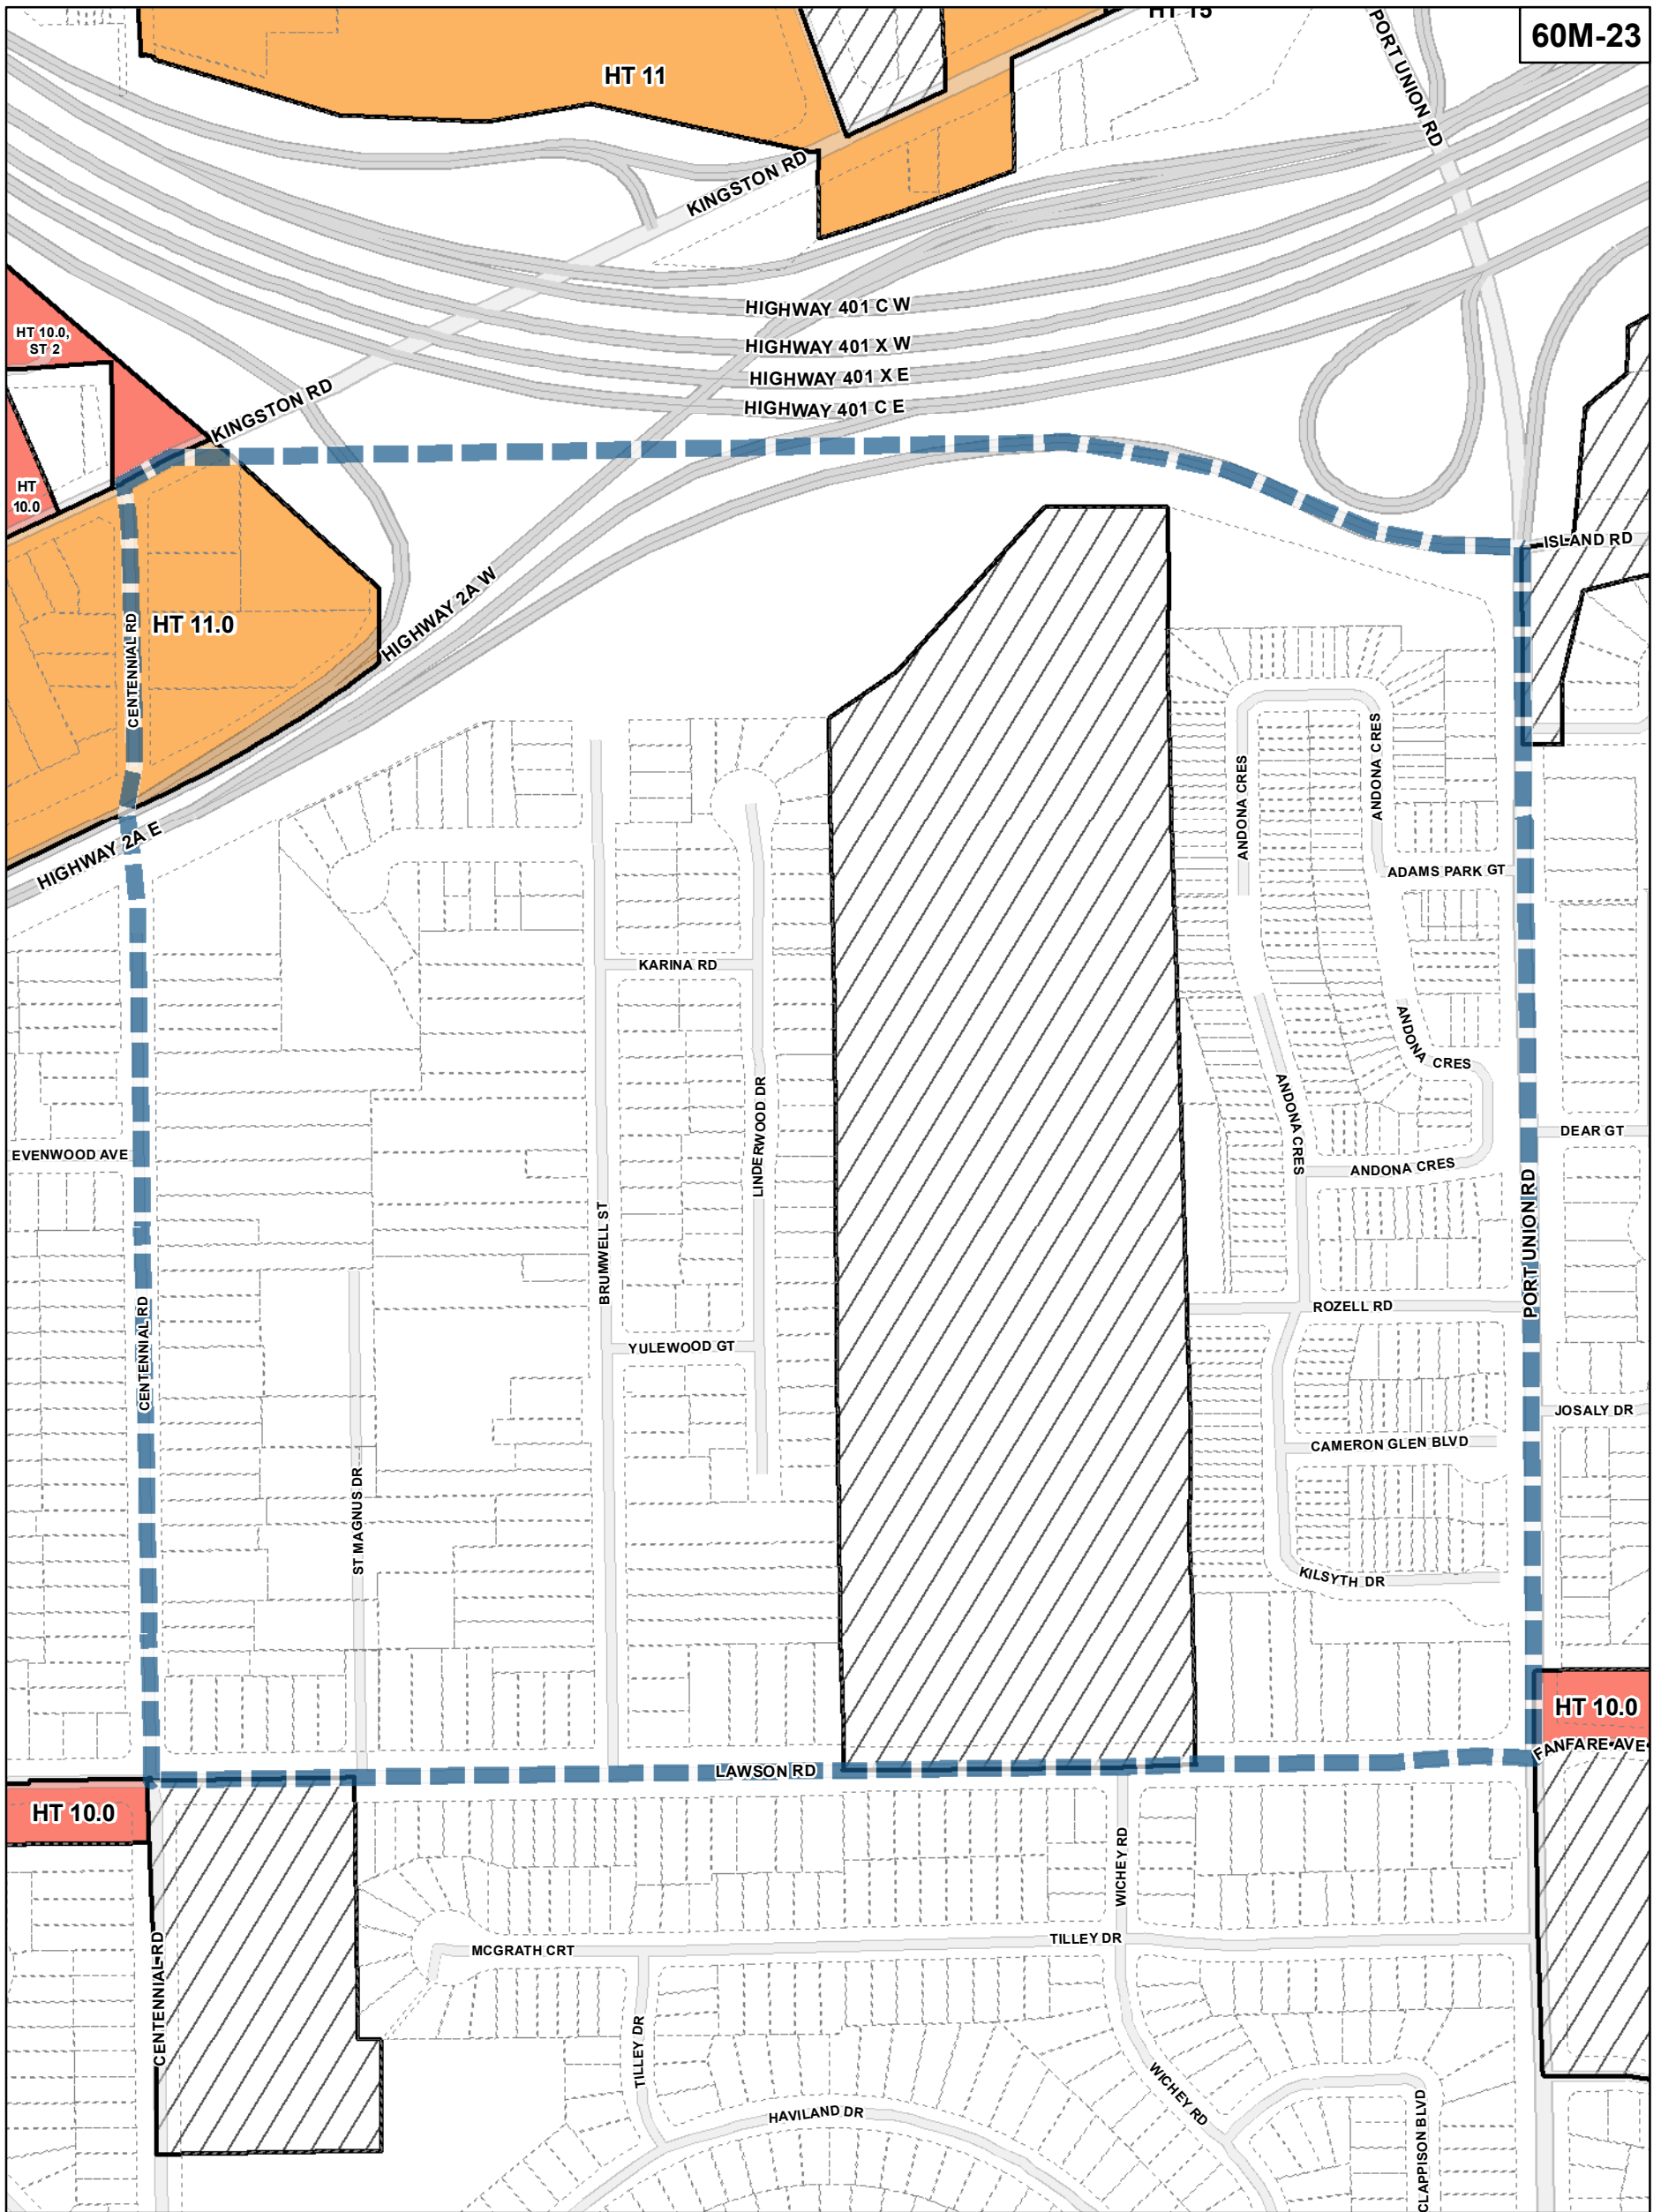 HT 15
60M-23
PORT UNION RD
HT 11
KINGSTON RD
HIGHWAY 401 C W
HIGHWAY 401 X W
HIGHWAY 401 X E
HIGHWAY 401 C E
HT 10.0,
ST 2
KINGSTON RD
HT
10.0
ISLAND RD
HIGHWAY 2A W
HT 11.0
CENTENNIAL RD
HIGHWAY 2A E
ANDONA CRES
ANDONA CRES
ADAMS PARK GT
KARINA RD
ANDONA CRES
LINDERWOOD DR
ANDONA CRES
DEAR GT
EVENWOOD AVE
ANDONA CRES
BRUMWELL ST
PORT UNION RD
ROZELL RD
CENTENNIAL RD
YULEWOOD GT
JOSALY DR
CAMERON GLEN BLVD
ST MAGNUS DR
KILSYTH DR
HT 10.0
FANFARE AVE
LAWSON RD
HT 10.0
WICHEY RD
TILLEY DR
MCGRATH CRT
CENTENNIAL RD
TILLEY DR
WICHEY RD
HAVILAND DR
CLAPPISON BLVD